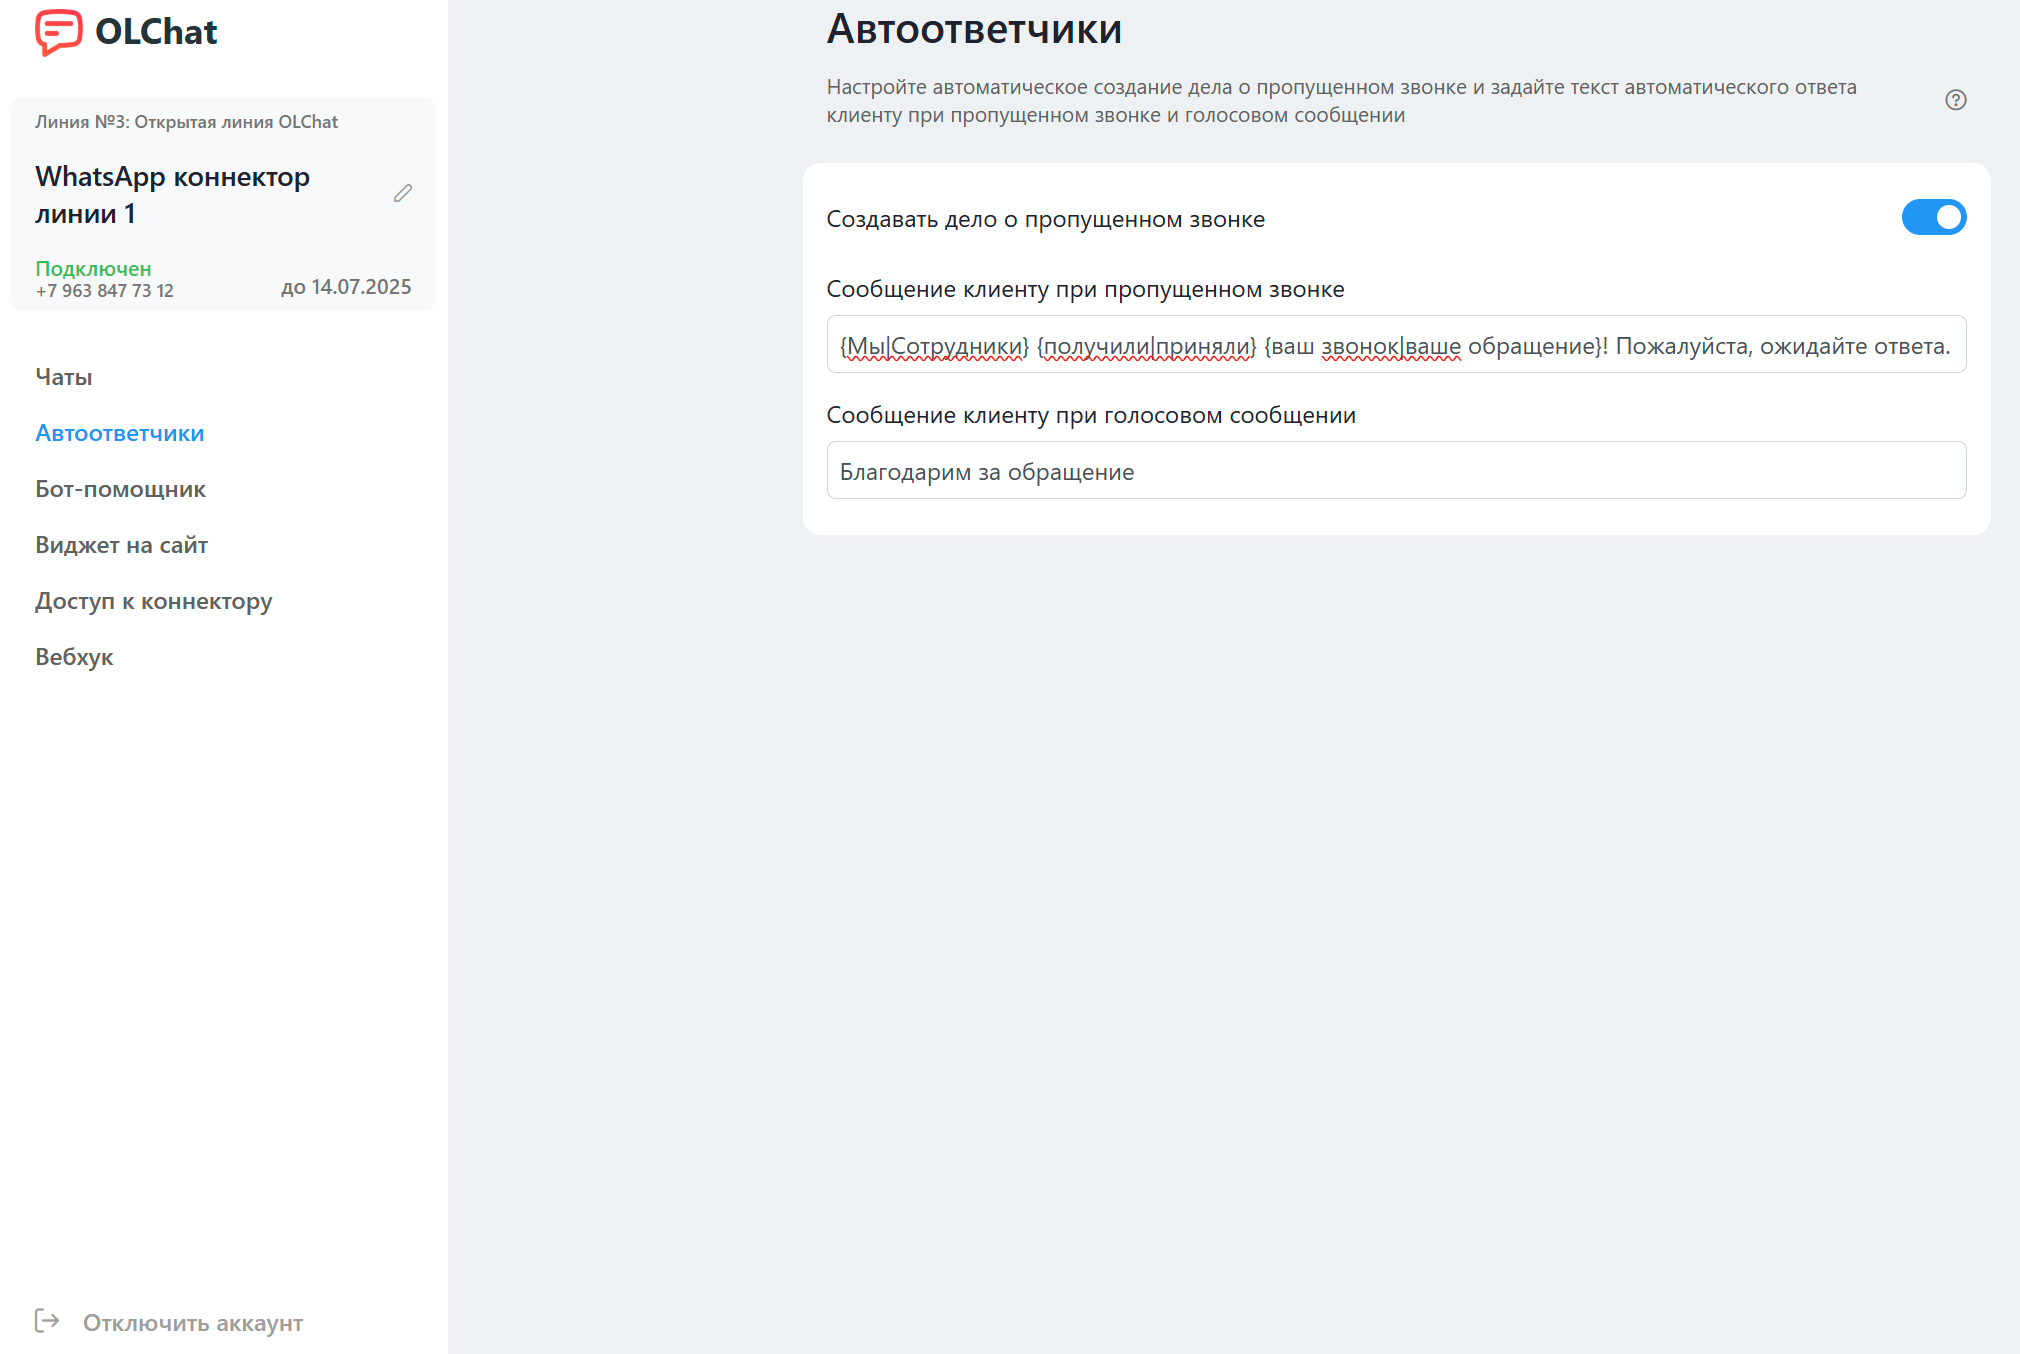 OLChat
Линия №3: Открытая линия OLChat
WhatsApp коннектор
линии 1
Подключен
+7 963 847 73 12
до 14.07.2025
Чаты
Автоответчики
Бот-помощник
Виджет на сайт
Доступ к коннектору
Вебхук
Отключить аккаунт
Автоответчики
Настройте автоматическое создание дела о пропущенном звонке и задайте текст автоматического ответа
клиенту при пропущенном звонке и голосовом сообщении
Создавать дело о пропущенном звонке
Сообщение клиенту при пропущенном звонке
{Мы|Сотрудники} {получили|приняли} {ваш звонок|ваше обращение}! Пожалуйста, ожидайте ответа.
Сообщение клиенту при голосовом сообщении
Благодарим за обращение